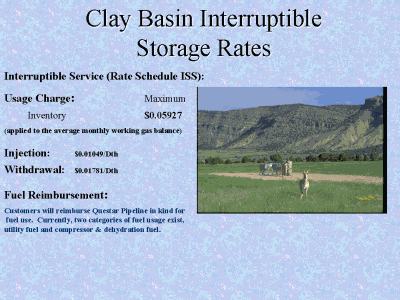 Clay Basin Interruptible
Storage Rates
Interruptible Service (Rate Schedule ISS):
Usage Charge: Maximum
Inventory $0.05927
(applied to the average monthly working gas balance)
Injection: $0.01049/Dth
Withdrawal: $0.01781/Dth
Fuel Reimbursement:
Customers will reimburse Questar Pipeline in kind for
fuel use. Currently, two categories of fuel usage exist,
utility fuel and compressor & dehydration fuel.